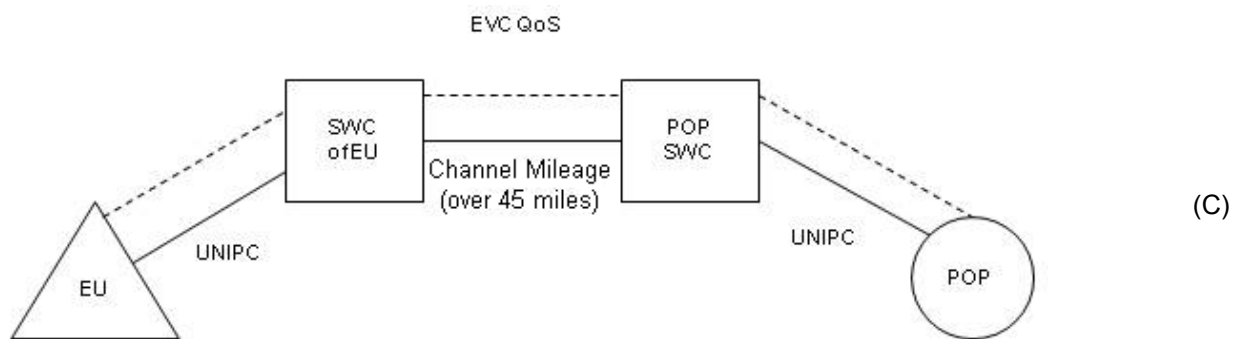 EVC QoS
SWC
ofEU
POP
SWC
Channel Mileage
(over 45 miles)
(C)
UNIPC
UNIPC
EU
POP